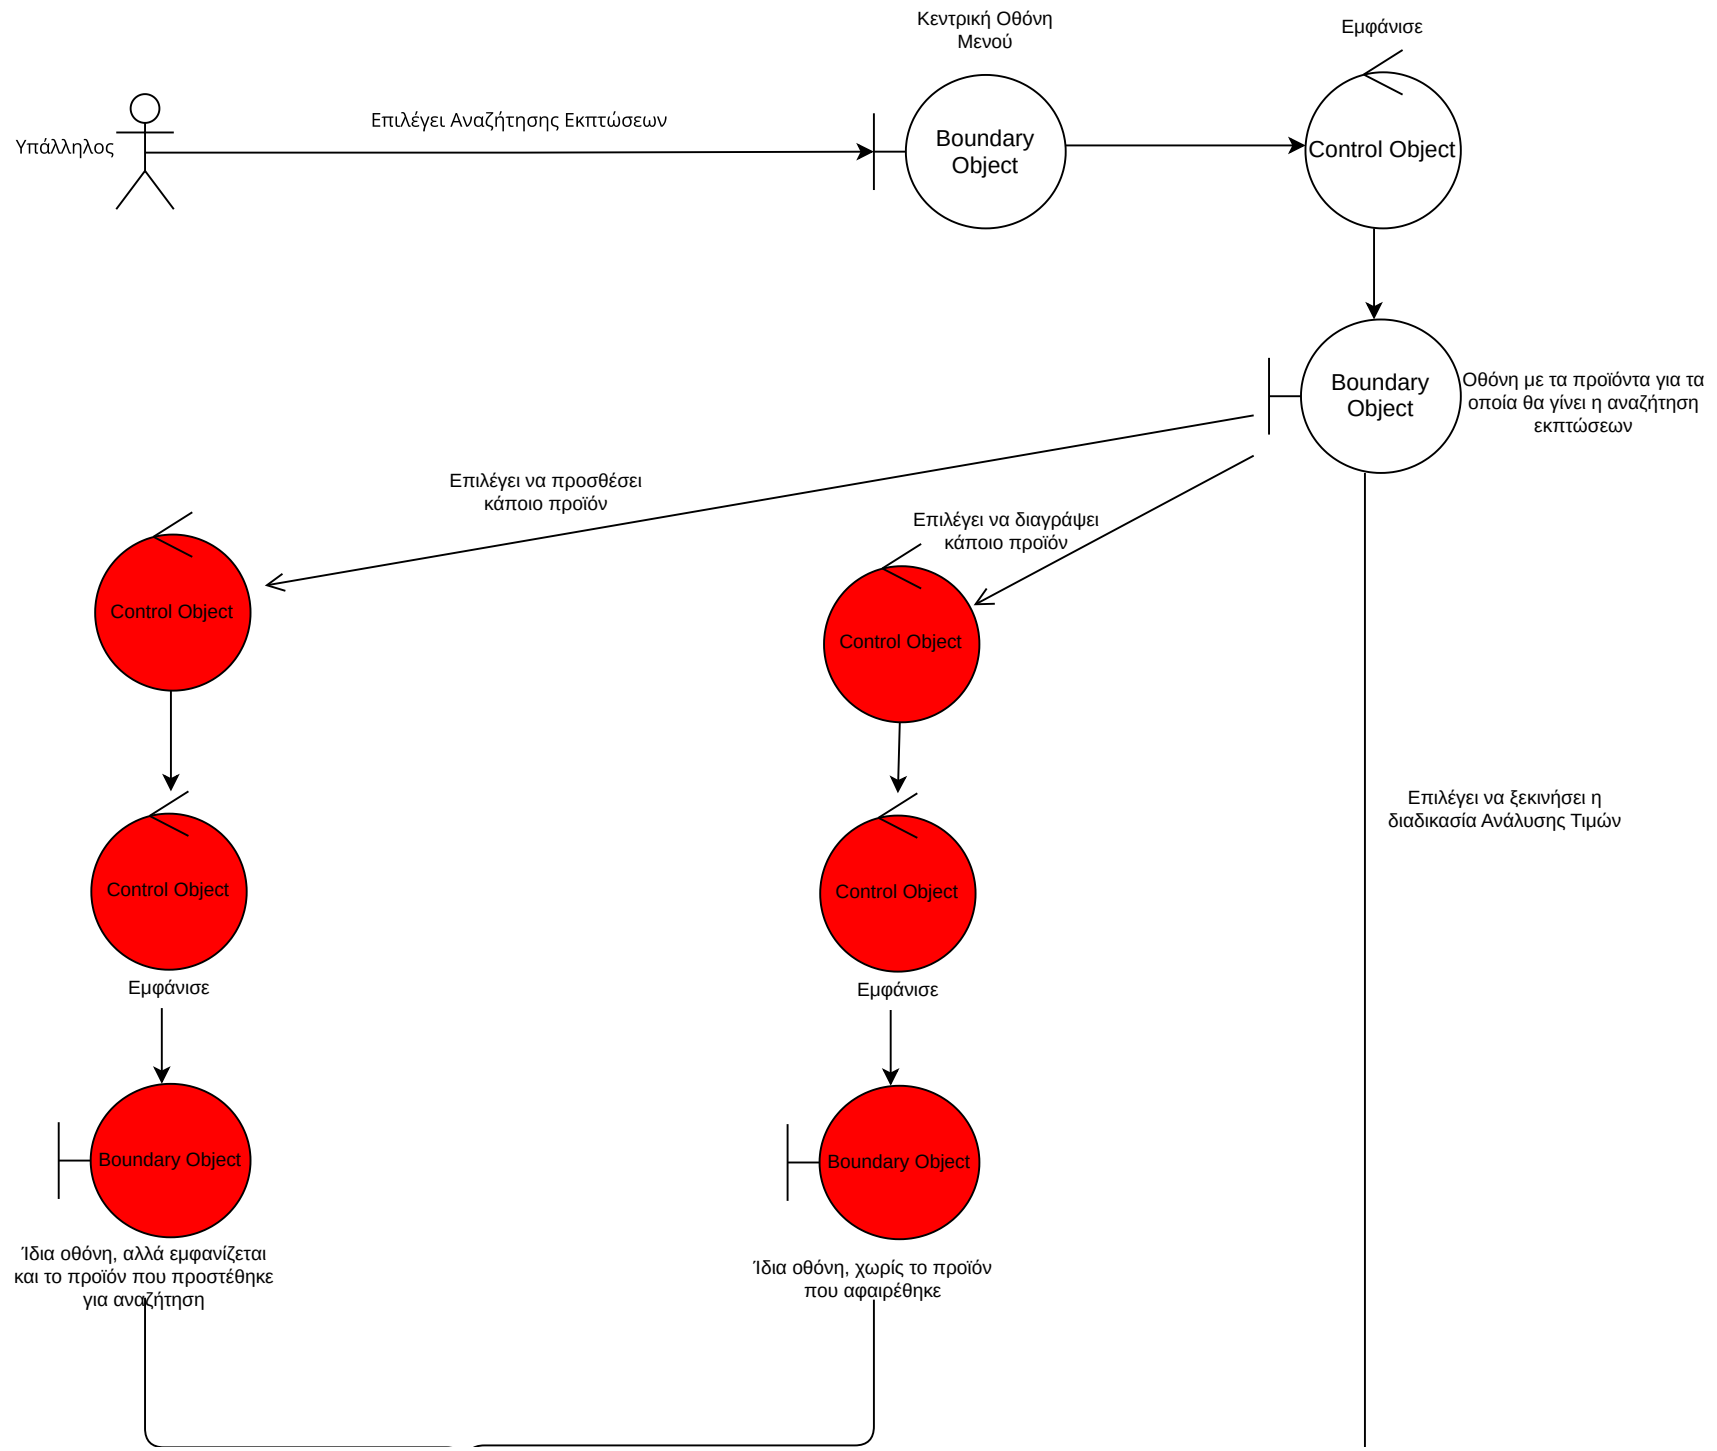 Κεντρική Οθόνη
Μενού
Εμφάνισε
Υπάλληλος
Επιλέγει Αναζήτησης Εκπτώσεων
Boundary
Object
Control Object
Boundary
Object
Οθόνη με τα προϊόντα για τα
οποία θα γίνει η αναζήτηση
εκπτώσεων
Επιλέγει να προσθέσει
κάποιο προϊόν
Επιλέγει να διαγράψει
κάποιο προϊόν
Control Object
Control Object
Επιλέγει να ξεκινήσει η
διαδικασία Ανάλυσης Τιμών
Control Object
Control Object
Εμφάνισε
Εμφάνισε
Boundary Object
Boundary Object
Ίδια οθόνη, αλλά εμφανίζεται
και το προϊόν που προστέθηκε
για αναζήτηση
Ίδια οθόνη, χωρίς το προϊόν
που αφαιρέθηκε